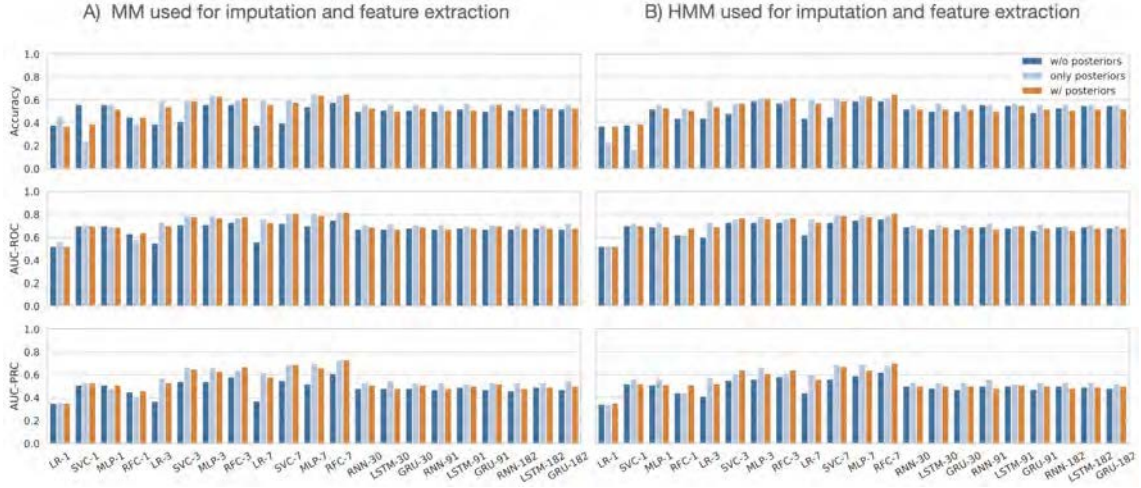 A) MM used for imputation and feature extraction
B) HMM used for imputation and feature extraction
w/o posteriors
only posteriors
w/ posteriors
Accuracy
1.0
0.8
0.6
0.4
0.2
0.0
AUC-ROC
1.0
0.8
0.6
0.4
0.2
0.0
AUC-PRC
1.0
0.8
0.6
0.4
0.2
0.0
LR-1 SVC-1 MLP-1 RFC-1 LR-3 SVC-3 MLP-3 RFC-3 LR-7 SVC-7 MLP-7 RFC-7 RNN-30 LSTM-30 GRU-30 RNN-91 LSTM-91 GRU-91 RNN-182 LSTM-182 GRU-182
LR-1 SVC-1 MLP-1 RFC-1 LR-3 SVC-3 MLP-3 RFC-3 LR-7 SVC-7 MLP-7 RFC-7 RNN-30 LSTM-30 GRU-30 RNN-91 LSTM-91 GRU-91 RNN-182 LSTM-182 GRU-182